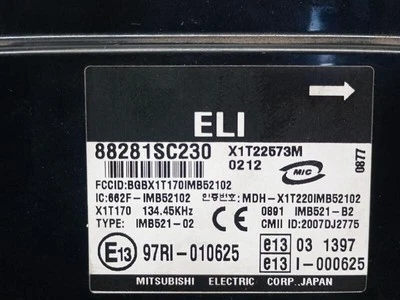 ELI
88281SC230 X1T22573M
0212 MIC 0877
FCCID:BGBX1T170IMB52102
IC:662F-IMB52102 인증번호:MDH-X1T220IMB52102
X1T170 134.45KHz CE 0891 IMB521-B2
TYPE: IMB521-02 CMII ID:2007DJ2775
E13 97RI-010625 e13 03 1397
e13 I-000625
MITSUBISHI ELECTRIC CORP. JAPAN